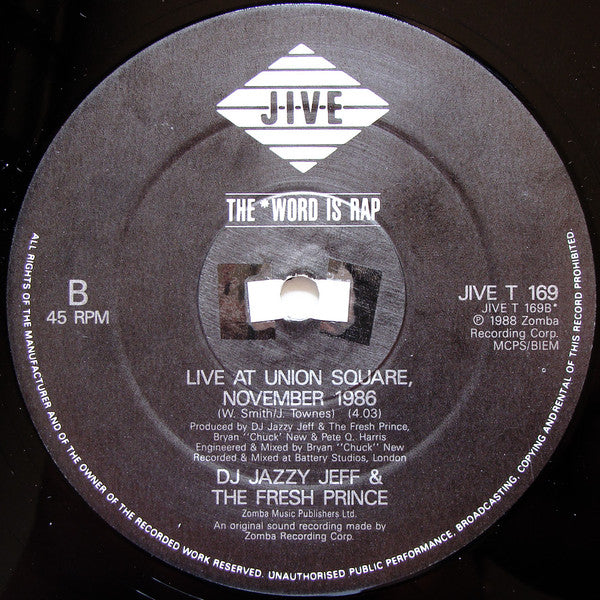 J-I-V-E
THE *WORD IS RAP
B
45 RPM
JIVE T 169
JIVE T 169B*
℗ 1988 Zomba
Recording Corp.
MCPS/BIEM
LIVE AT UNION SQUARE,
NOVEMBER 1986
(W. Smith/J. Townes) (4.03)
Produced by DJ Jazzy Jeff & The Fresh Prince,
Bryan "Chuck' New & Pete Q. Harris
Engineered & Mixed by Bryan "Chuck" New
Recorded & Mixed at Battery Studios, London
DJ JAZZY JEFF &
THE FRESH PRINCE
Zomba Music Publishers Ltd.
An original sound recording made by
Zomba Recording Corp.
ALL RIGHTS OF THE MANUFACTURER AND OF THE OWNER OF THE RECORDED WORK RESERVED. UNAUTHORISED PUBLIC PERFORMANCE, BROADCASTING, COPYING AND RENTAL OF THIS RECORD PROHIBITED.